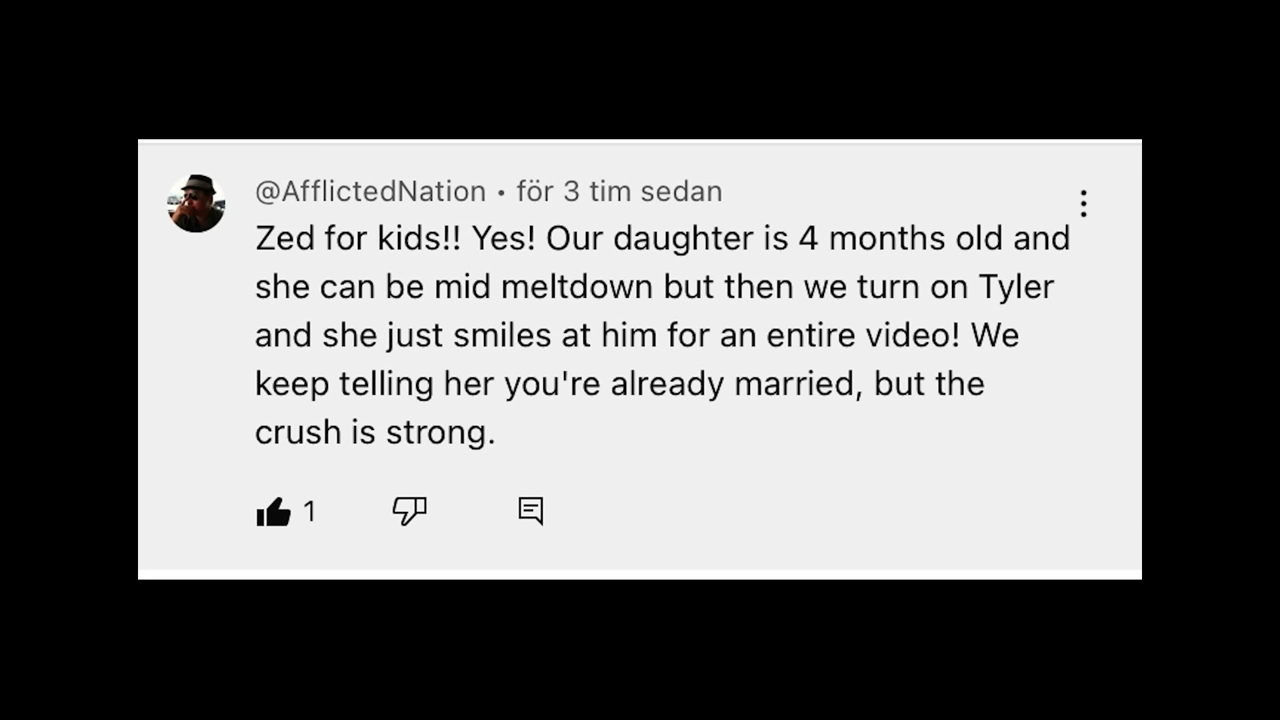 @AfflictedNation • för 3 tim sedan
Zed for kids!! Yes! Our daughter is 4 months old and
she can be mid meltdown but then we turn on Tyler
and she just smiles at him for an entire video! We
keep telling her you're already married, but the
crush is strong.
1